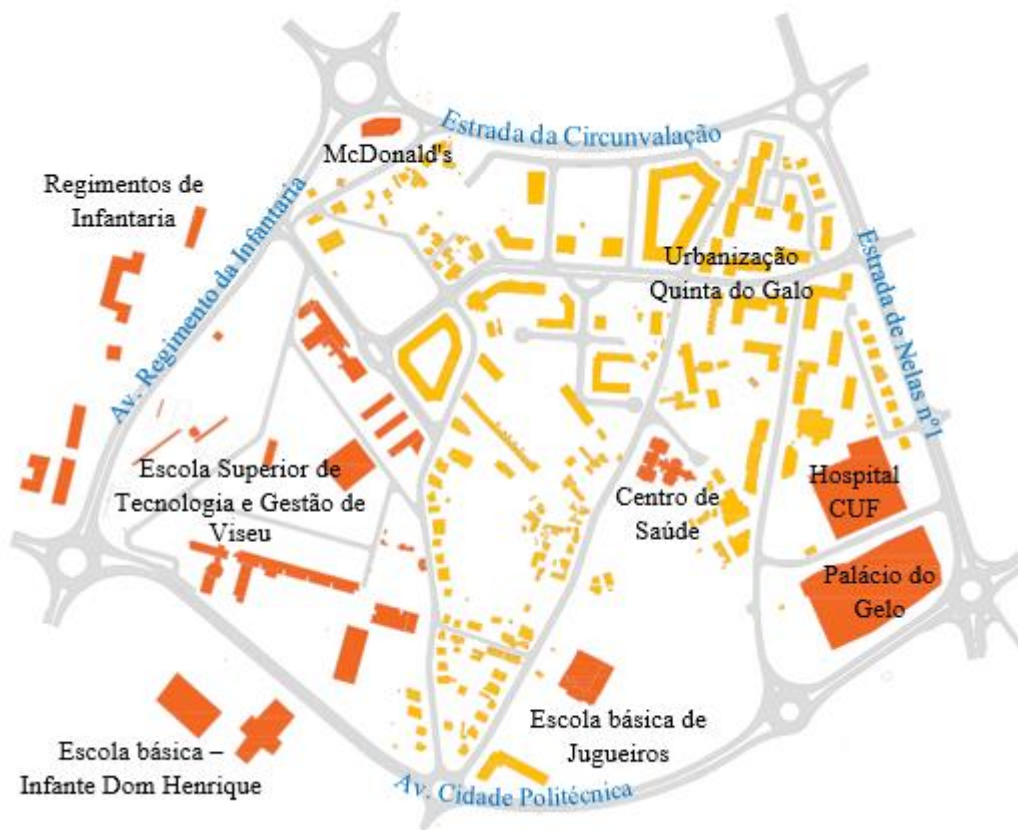 Estrada da Circunvalação
McDonald's
Regimentos de
Infantaria
Av. Regimento da Infantaria
Urbanização
Quinta do Galo
Estrada de Nelas nº1
Escola Superior de
Tecnologia e Gestão de
Viseu
Centro de
Saúde
Hospital
CUF
Palácio do
Gelo
Escola básica de
Jugueiros
Escola básica –
Infante Dom Henrique
Av. Cidade Politécnica